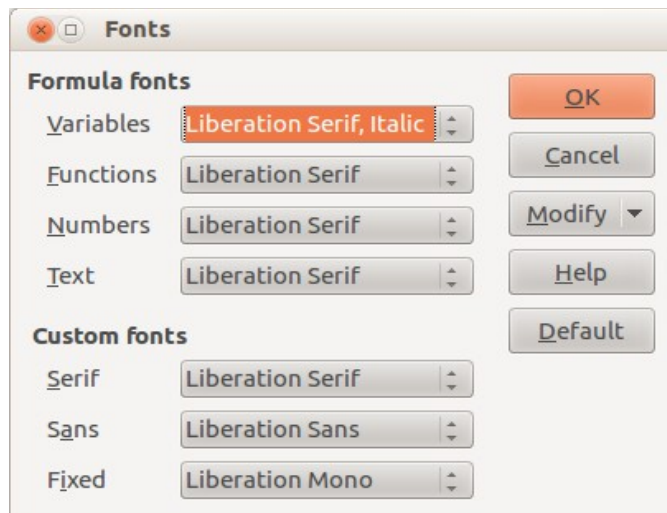 Fonts
Formula fonts
Variables Liberation Serif, Italic
Functions Liberation Serif
Numbers Liberation Serif
Text Liberation Serif
Custom fonts
Serif Liberation Serif
Sans Liberation Sans
Fixed Liberation Mono
OK
Cancel
Modify
Help
Default